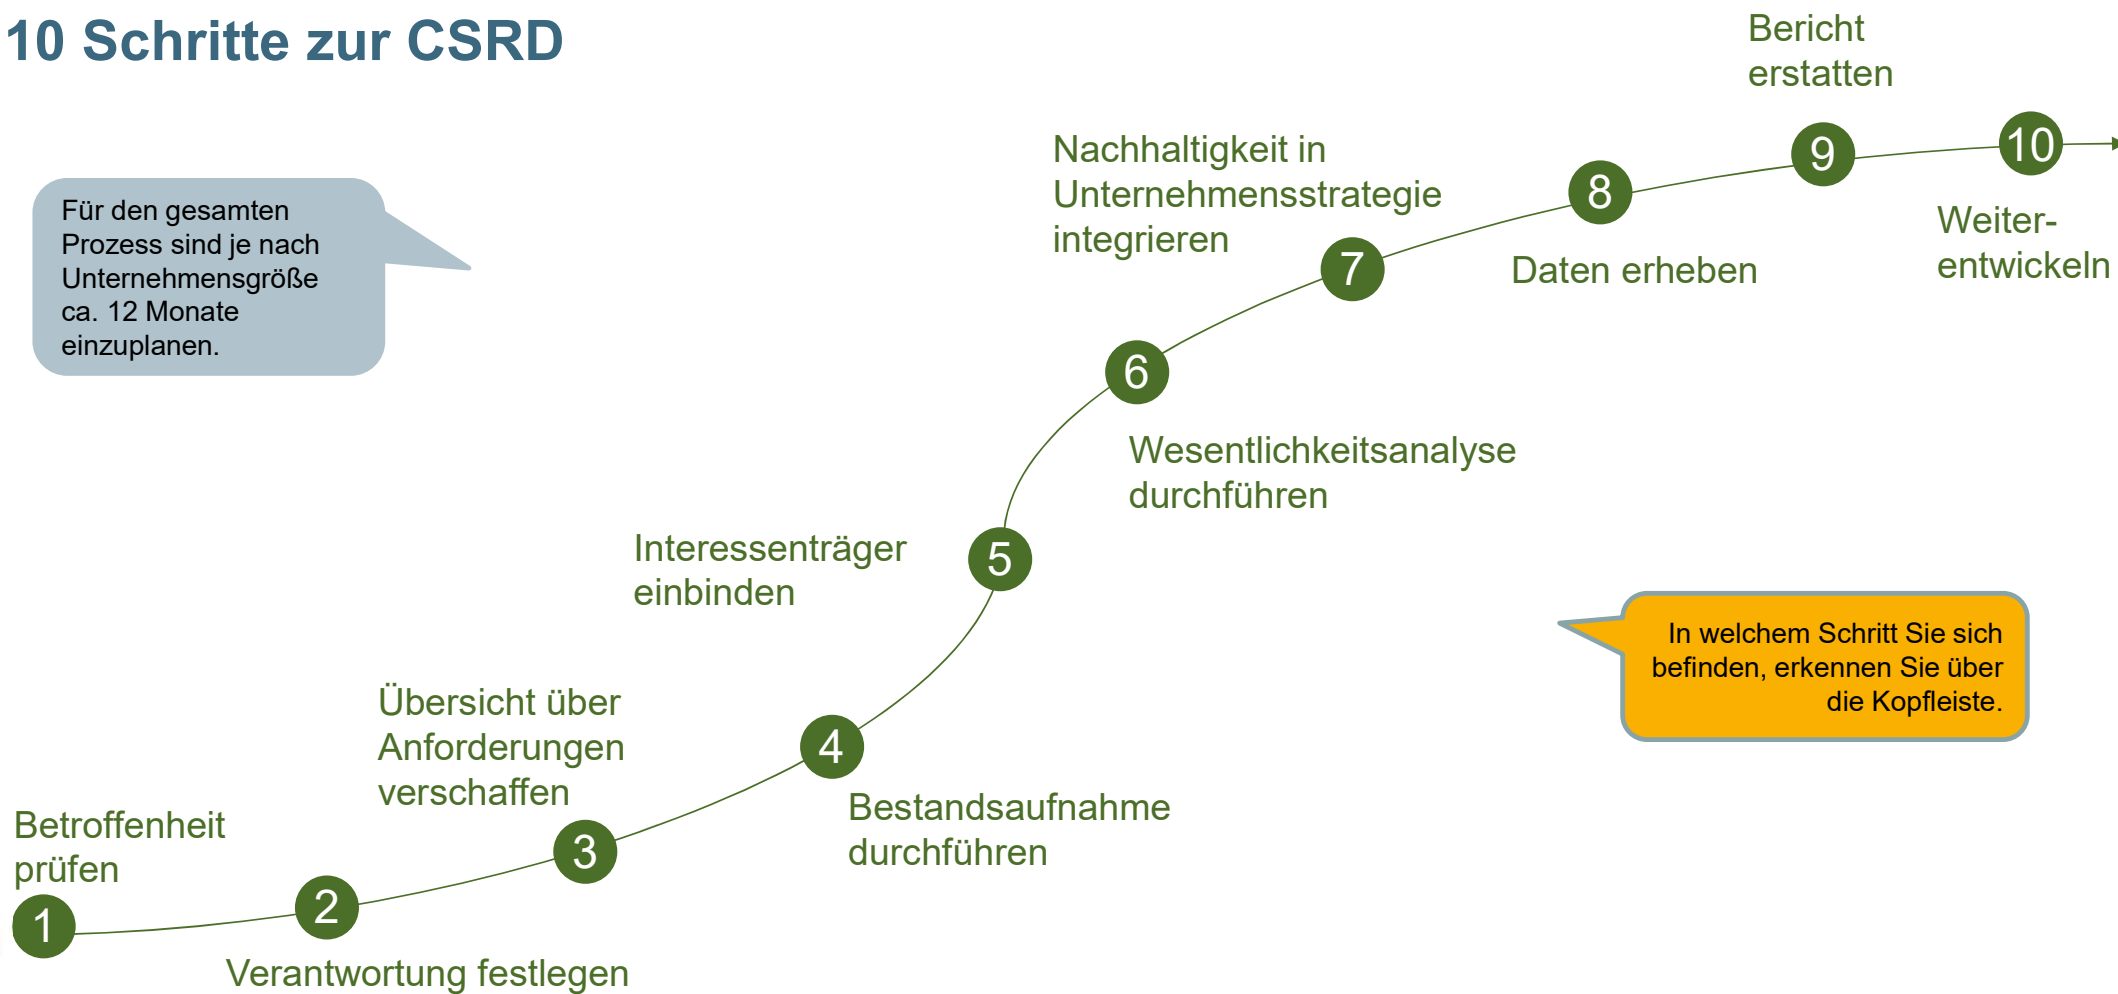 10 Schritte zur CSRD
Für den gesamten
Prozess sind je nach
Unternehmensgröße
ca. 12 Monate
einzuplanen.
Betroffenheit
prüfen
1
2
Verantwortung festlegen
Übersicht über
Anforderungen
verschaffen
3
4
Bestandsaufnahme
durchführen
Interessenträger
einbinden
5
6
Wesentlichkeitsanalyse
durchführen
Nachhaltigkeit in
Unternehmensstrategie
integrieren
7
8
Daten erheben
Bericht
erstatten
9
10
Weiter-
entwickeln
In welchem Schritt Sie sich
befinden, erkennen Sie über
die Kopfleiste.